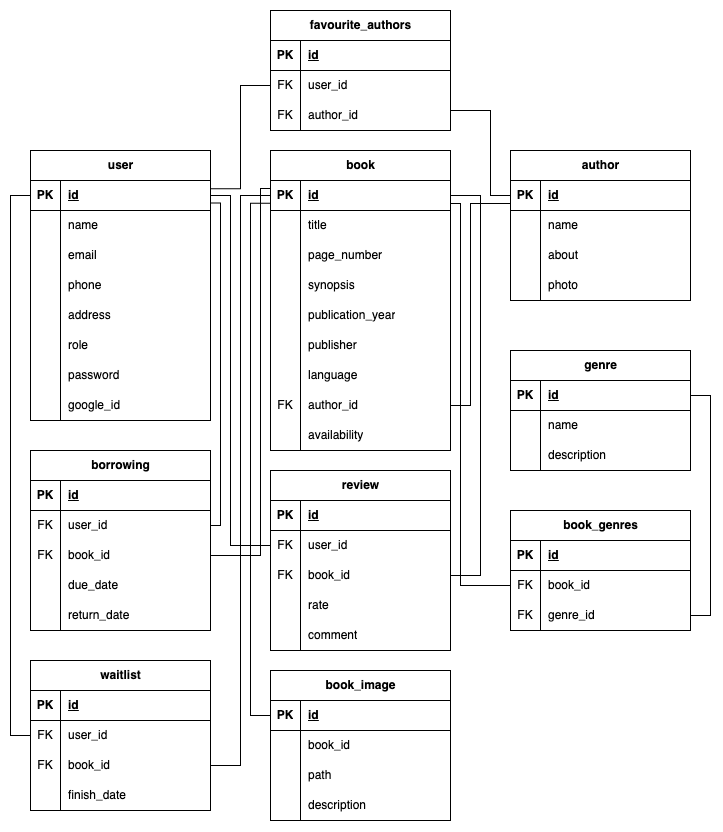 favourite_authors
PK id
FK user_id
FK author_id
user
PK id
name
email
phone
address
role
password
google_id
book
PK id
title
page_number
synopsis
publication_year
publisher
language
FK author_id
availability
author
PK id
name
about
photo
genre
PK id
name
description
borrowing
PK id
FK user_id
FK book_id
due_date
return_date
review
PK id
FK user_id
FK book_id
rate
comment
book_genres
PK id
FK book_id
FK genre_id
waitlist
PK id
FK user_id
FK book_id
finish_date
book_image
PK id
book_id
path
description